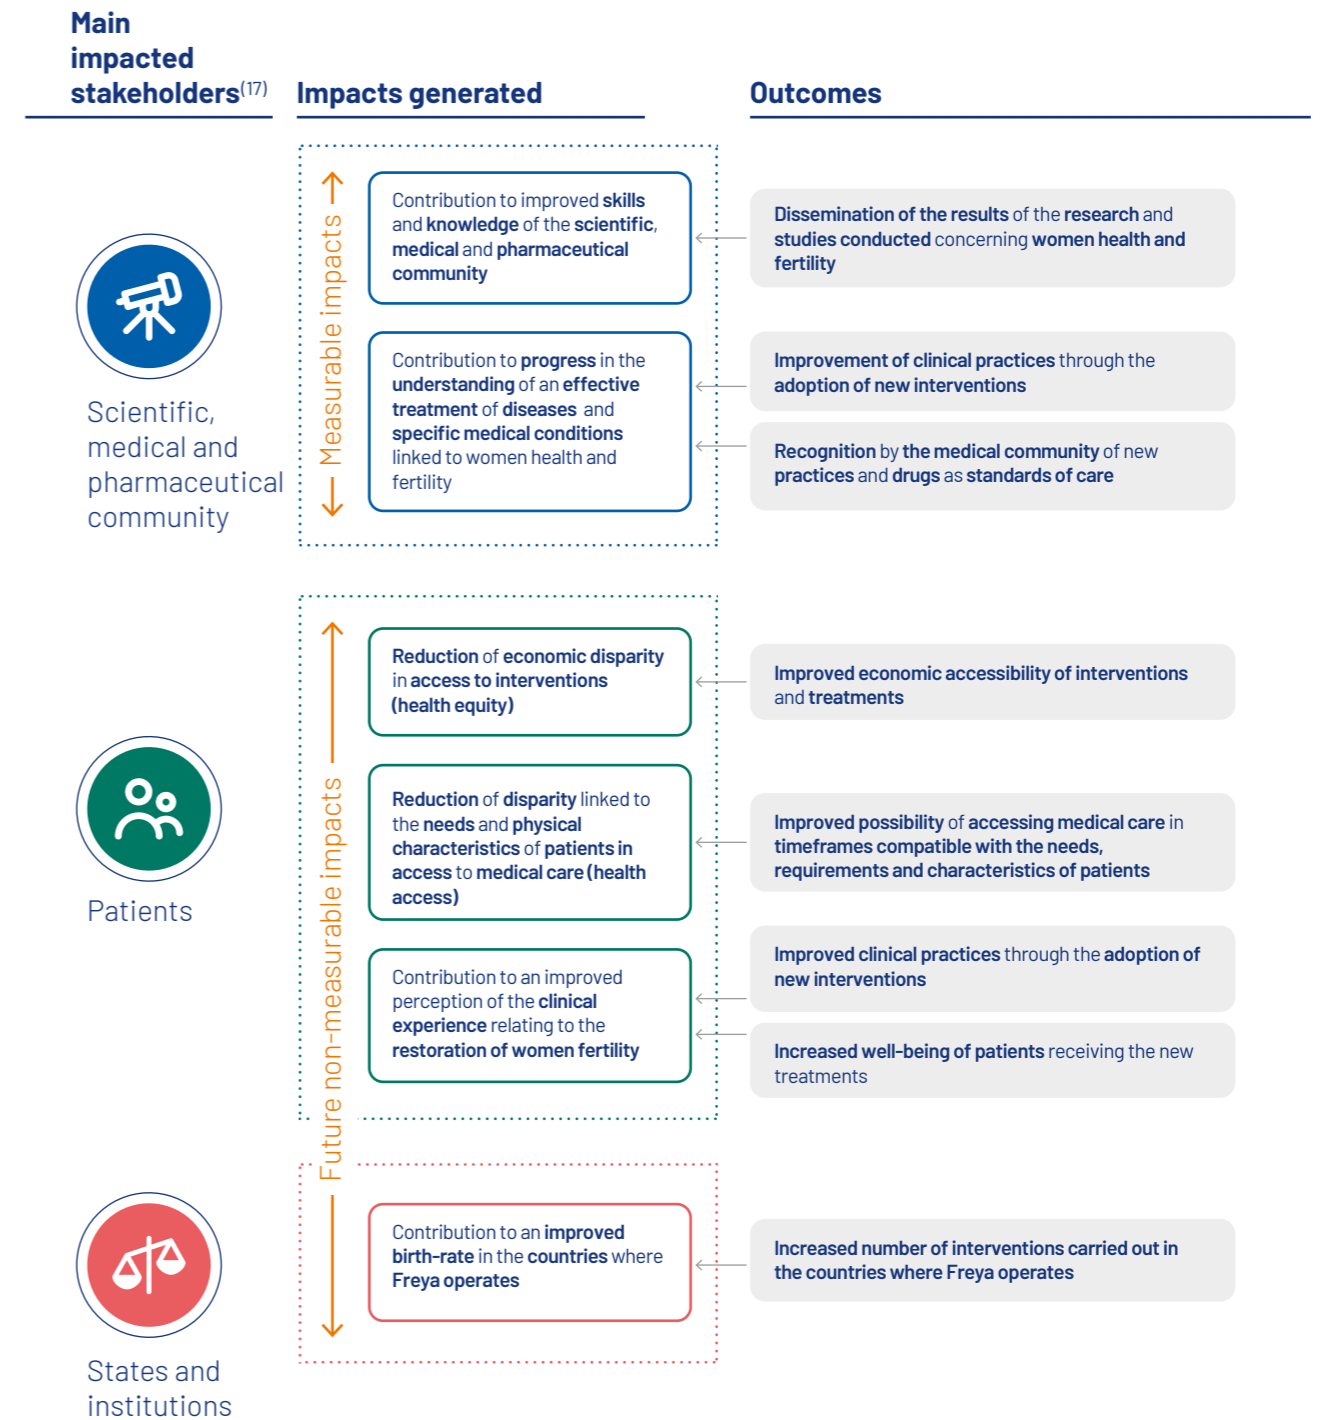 Main
impacted
stakeholders(17)
Impacts generated
Outcomes
Scientific,
medical and
pharmaceutical
community
Measurable impacts
Contribution to improved skills
and knowledge of the scientific,
medical and pharmaceutical
community
Dissemination of the results of the research and
studies conducted concerning women health and
fertility
Contribution to progress in the
understanding of an effective
treatment of diseases and
specific medical conditions
linked to women health and
fertility
Improvement of clinical practices through the
adoption of new interventions
Recognition by the medical community of new
practices and drugs as standards of care
Patients
Future non-measurable impacts
Reduction of economic disparity
in access to interventions
(health equity)
Improved economic accessibility of interventions
and treatments
Reduction of disparity linked to
the needs and physical
characteristics of patients in
access to medical care (health
access)
Improved possibility of accessing medical care in
timeframes compatible with the needs,
requirements and characteristics of patients
Contribution to an improved
perception of the clinical
experience relating to the
restoration of women fertility
Improved clinical practices through the adoption of
new interventions
Increased well-being of patients receiving the new
treatments
States and
institutions
Contribution to an improved
birth-rate in the countries where
Freya operates
Increased number of interventions carried out in
the countries where Freya operates